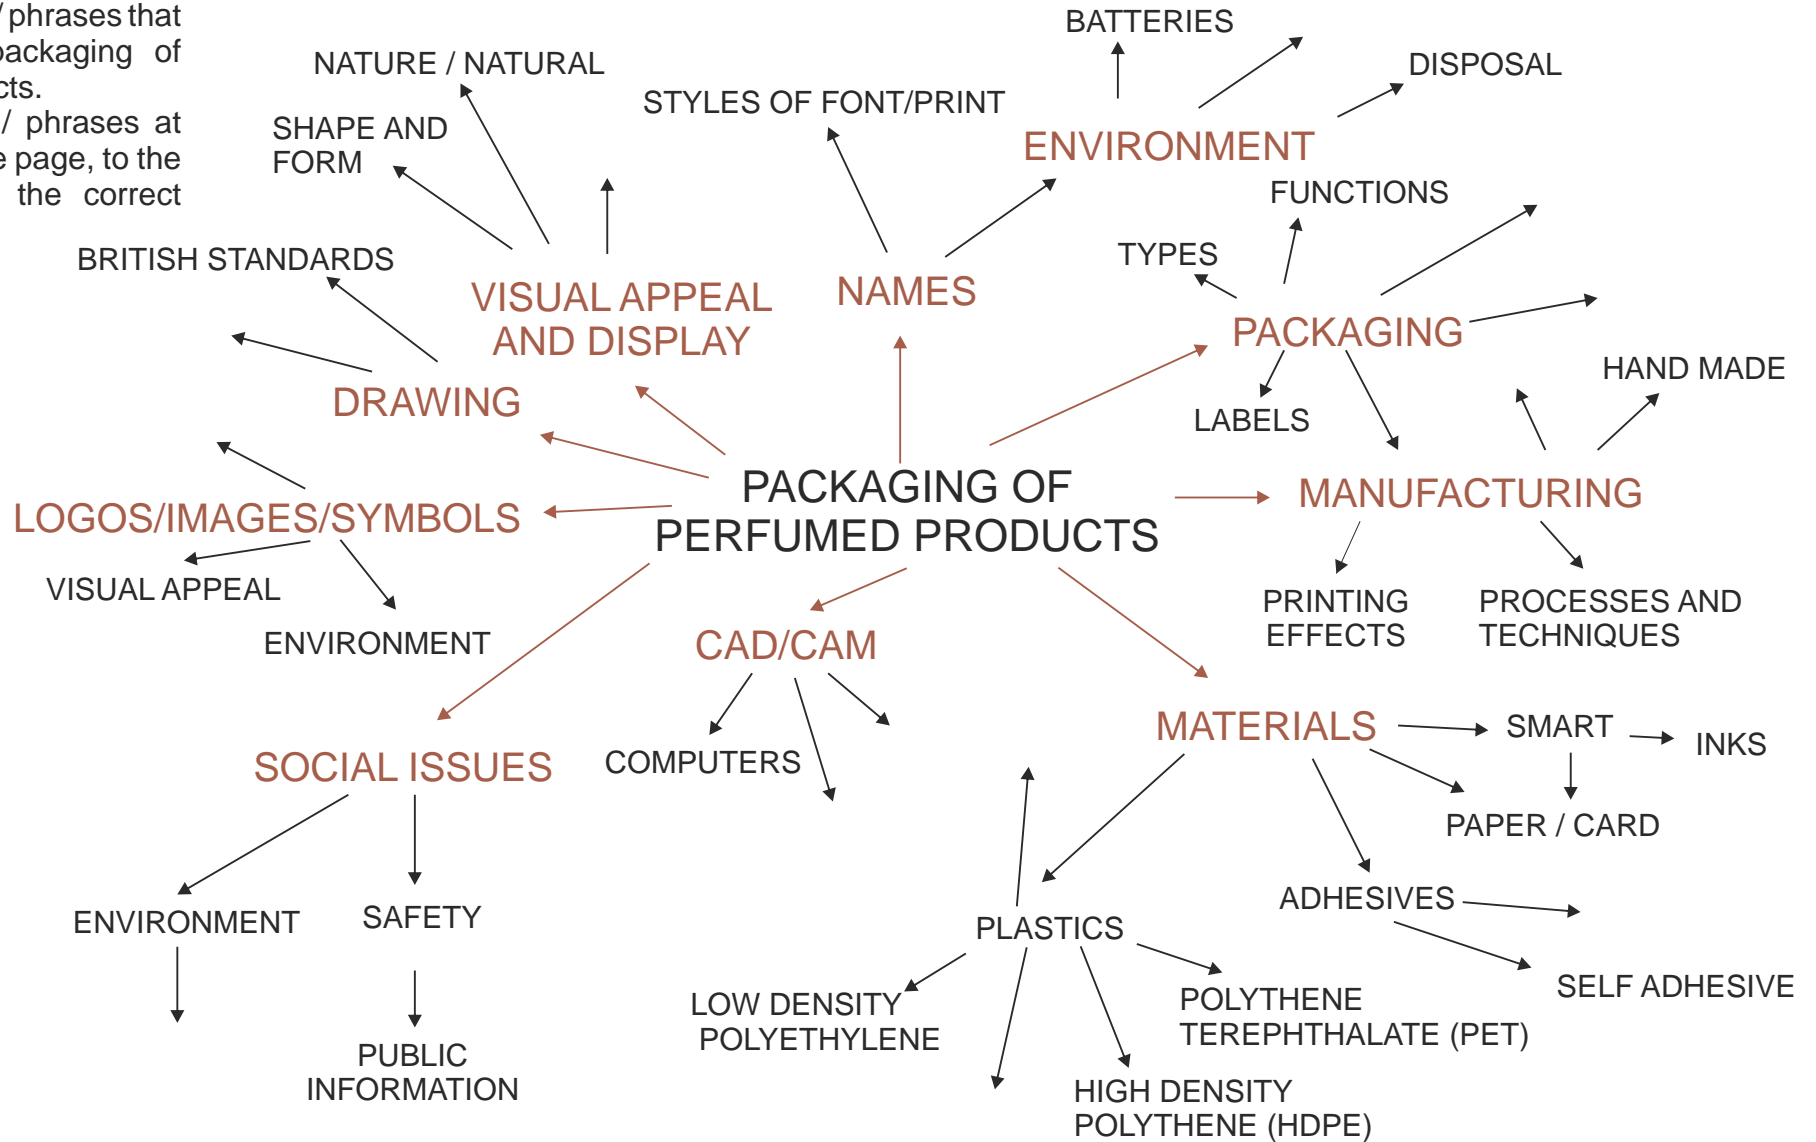 / phrases that
packaging of
cts.
/ phrases at
e page, to the
the correct
NATURE / NATURAL
SHAPE AND
FORM
BRITISH STANDARDS
STYLES OF FONT/PRINT
BATTERIES
DISPOSAL
ENVIRONMENT
FUNCTIONS
TYPES
VISUAL APPEAL
AND DISPLAY
NAMES
PACKAGING
LABELS
HAND MADE
DRAWING
LOGOS/IMAGES/SYMBOLS
VISUAL APPEAL
ENVIRONMENT
PACKAGING OF
PERFUMED PRODUCTS
MANUFACTURING
PRINTING
EFFECTS
PROCESSES AND
TECHNIQUES
CAD/CAM
COMPUTERS
SOCIAL ISSUES
ENVIRONMENT
SAFETY
PUBLIC
INFORMATION
MATERIALS
SMART
INKS
PAPER / CARD
ADHESIVES
SELF ADHESIVE
PLASTICS
LOW DENSITY
POLYETHYLENE
POLYTHENE
TEREPHTHALATE (PET)
HIGH DENSITY
POLYTHENE (HDPE)